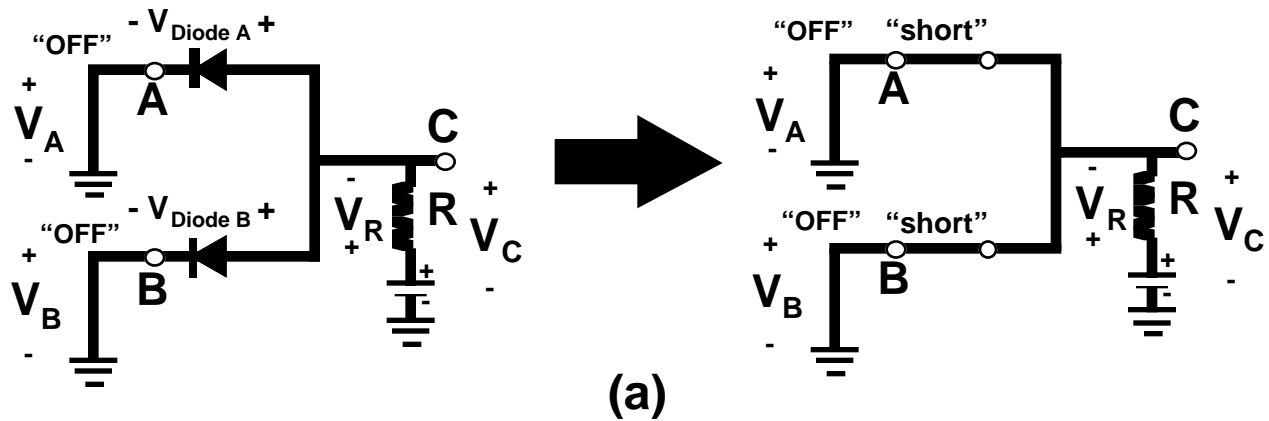 - V Diode A +
"OFF"
+
A
V A
-
C
- V Diode B +
"OFF"
-
V R
+
R
+
V C
-
+
B
V B
-
+
-
"OFF" "short"
+
A
V A
-
C
"OFF" "short"
-
V R
+
R
+
V C
-
+
B
V B
-
+
-
(a)